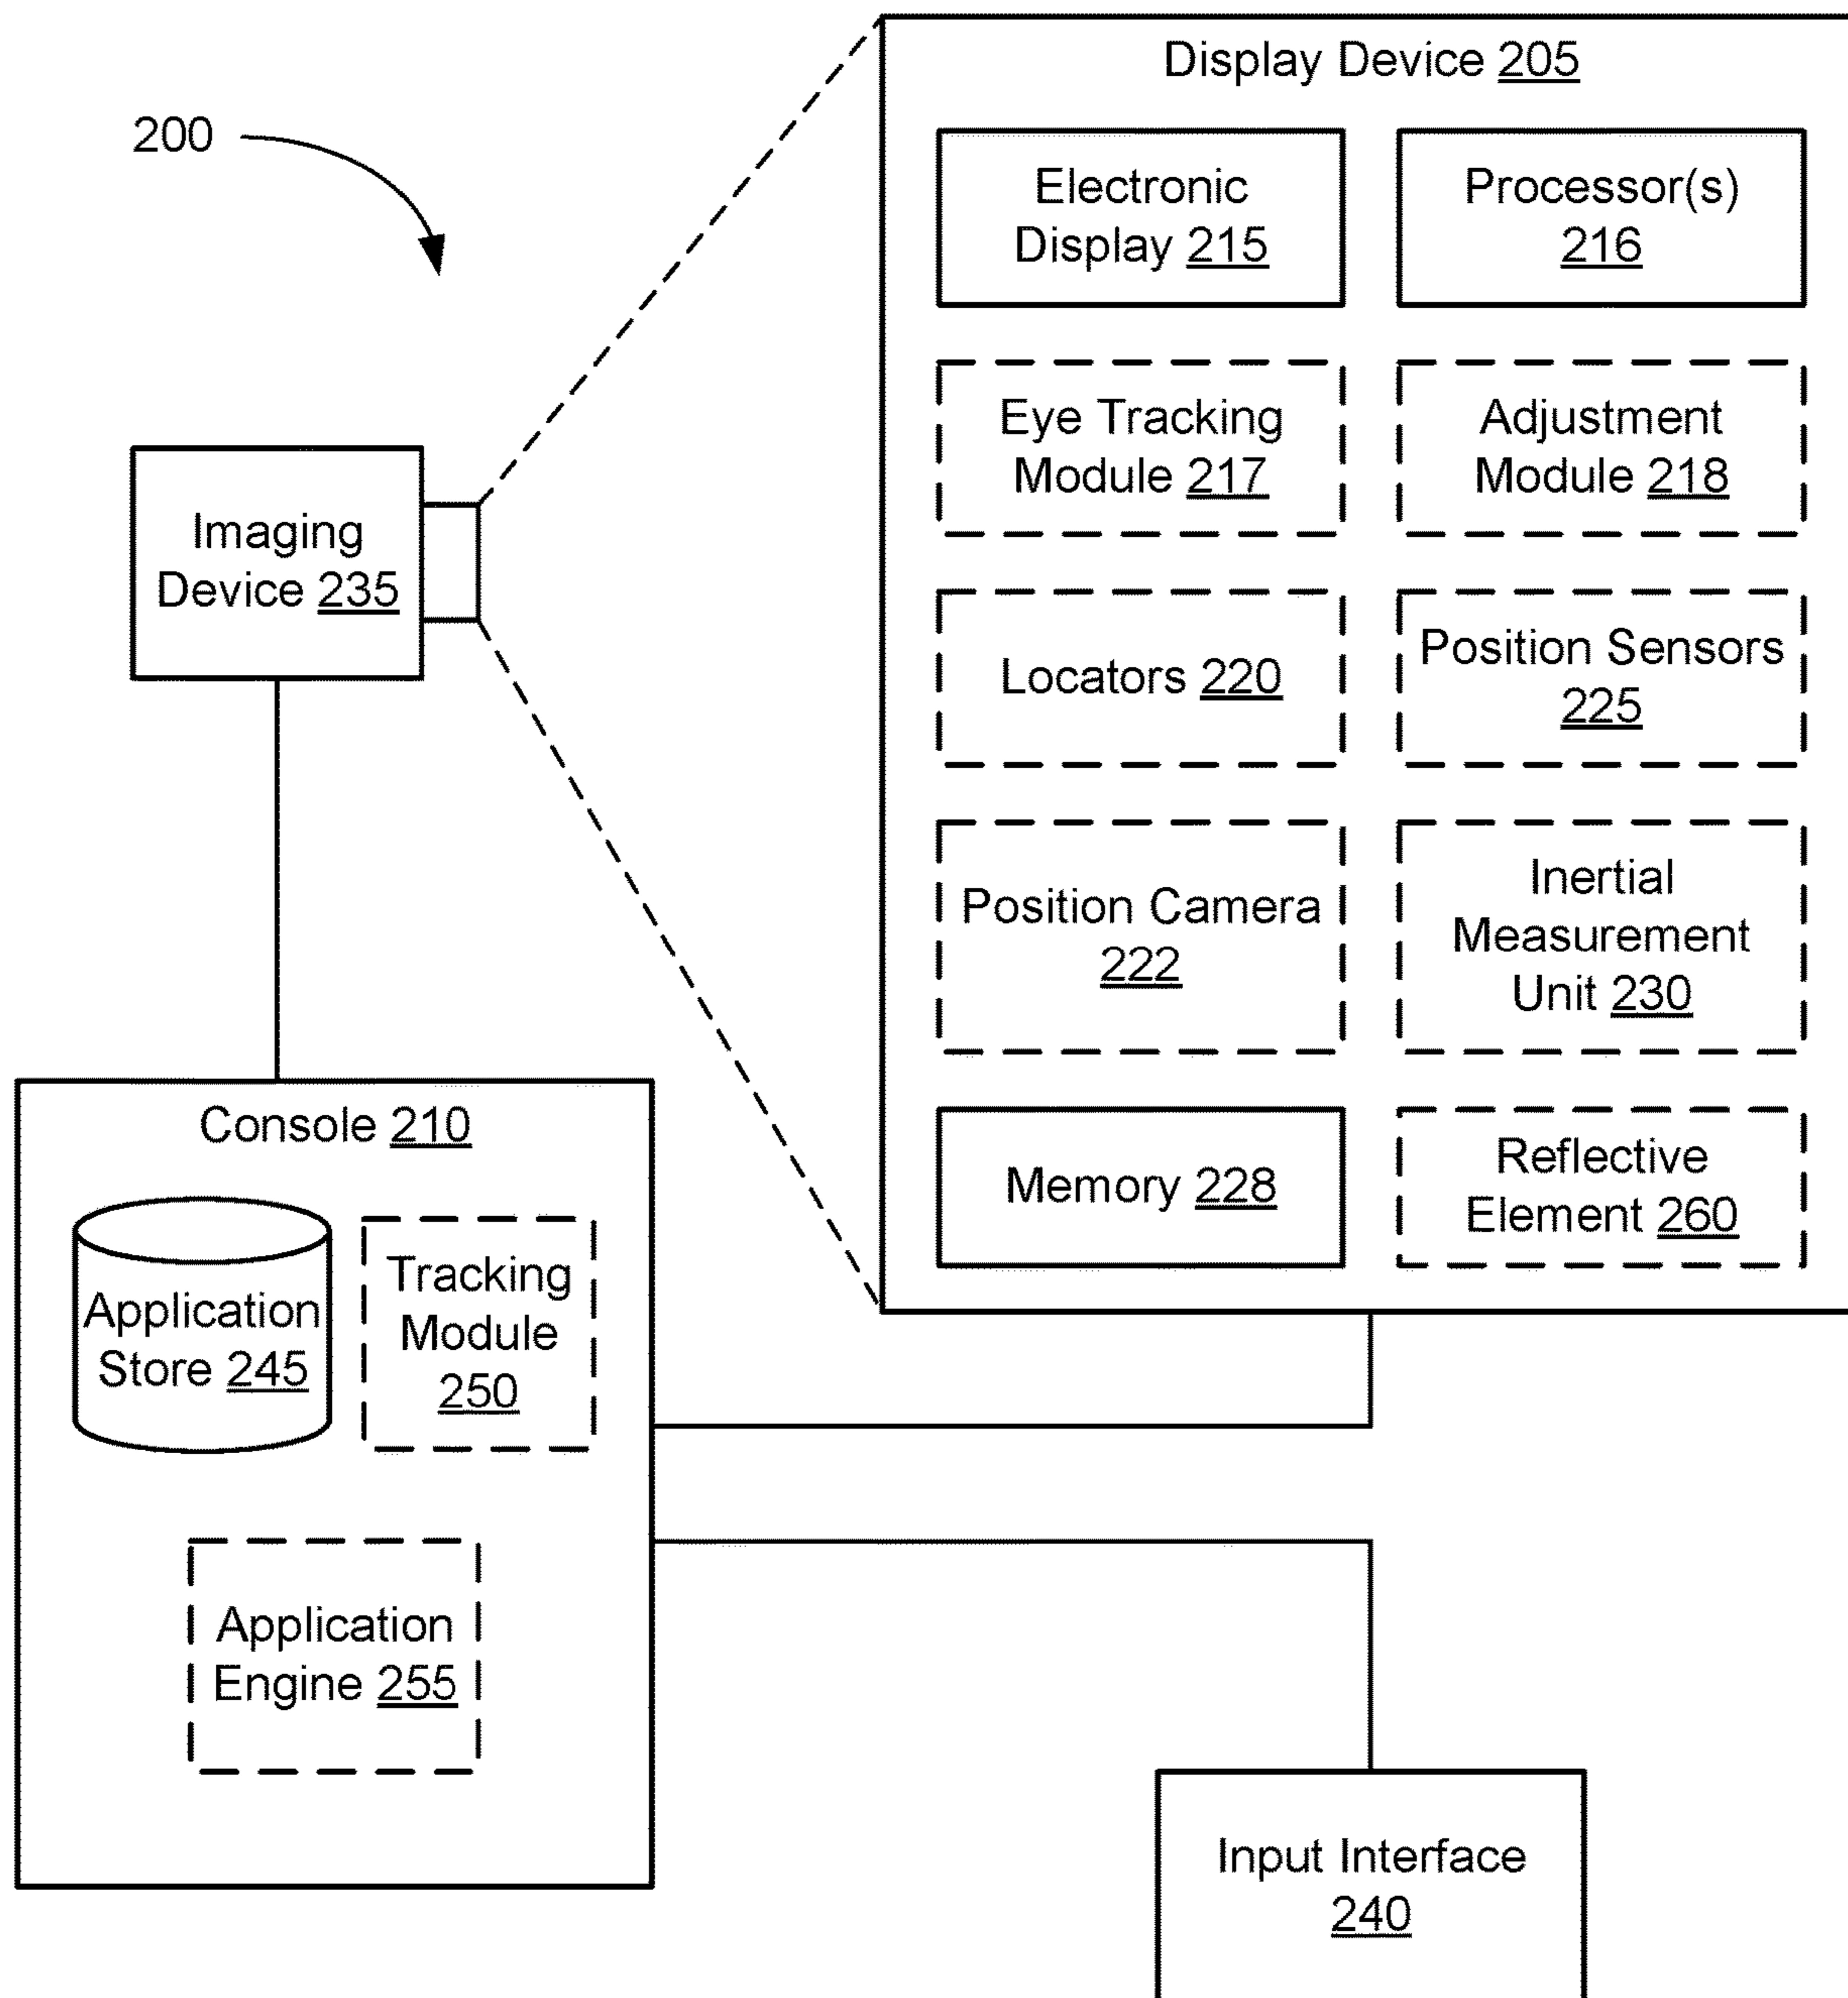 200
Display Device 205
Electronic
Display 215
Processor(s)
216
Eye Tracking
Module 217
Adjustment
Module 218
Imaging
Device 235
Locators 220
Position Sensors
225
Position Camera
222
Inertial
Measurement
Unit 230
Memory 228
Reflective
Element 260
Console 210
Application
Store 245
Tracking
Module
250
Application
Engine 255
Input Interface
240